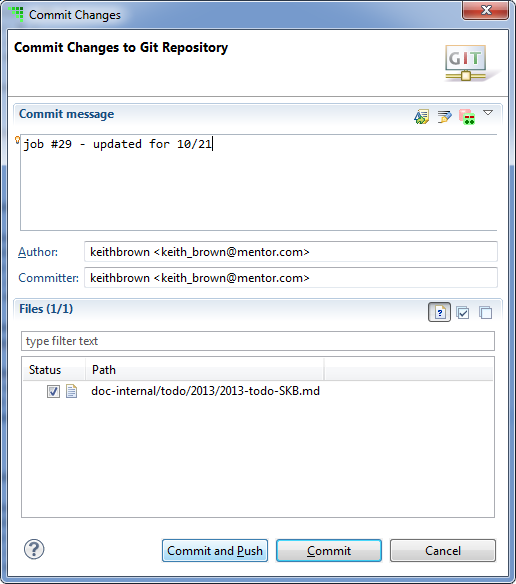 Commit Changes
Commit Changes to Git Repository
GIT
Commit message
job #29 - updated for 10/21
Author: keithbrown <keith_brown@mentor.com>
Committer: keithbrown <keith_brown@mentor.com>
Files (1/1)
type filter text
Status Path
doc-internal/todo/2013/2013-todo-SKB.md
Commit and Push Commit Cancel